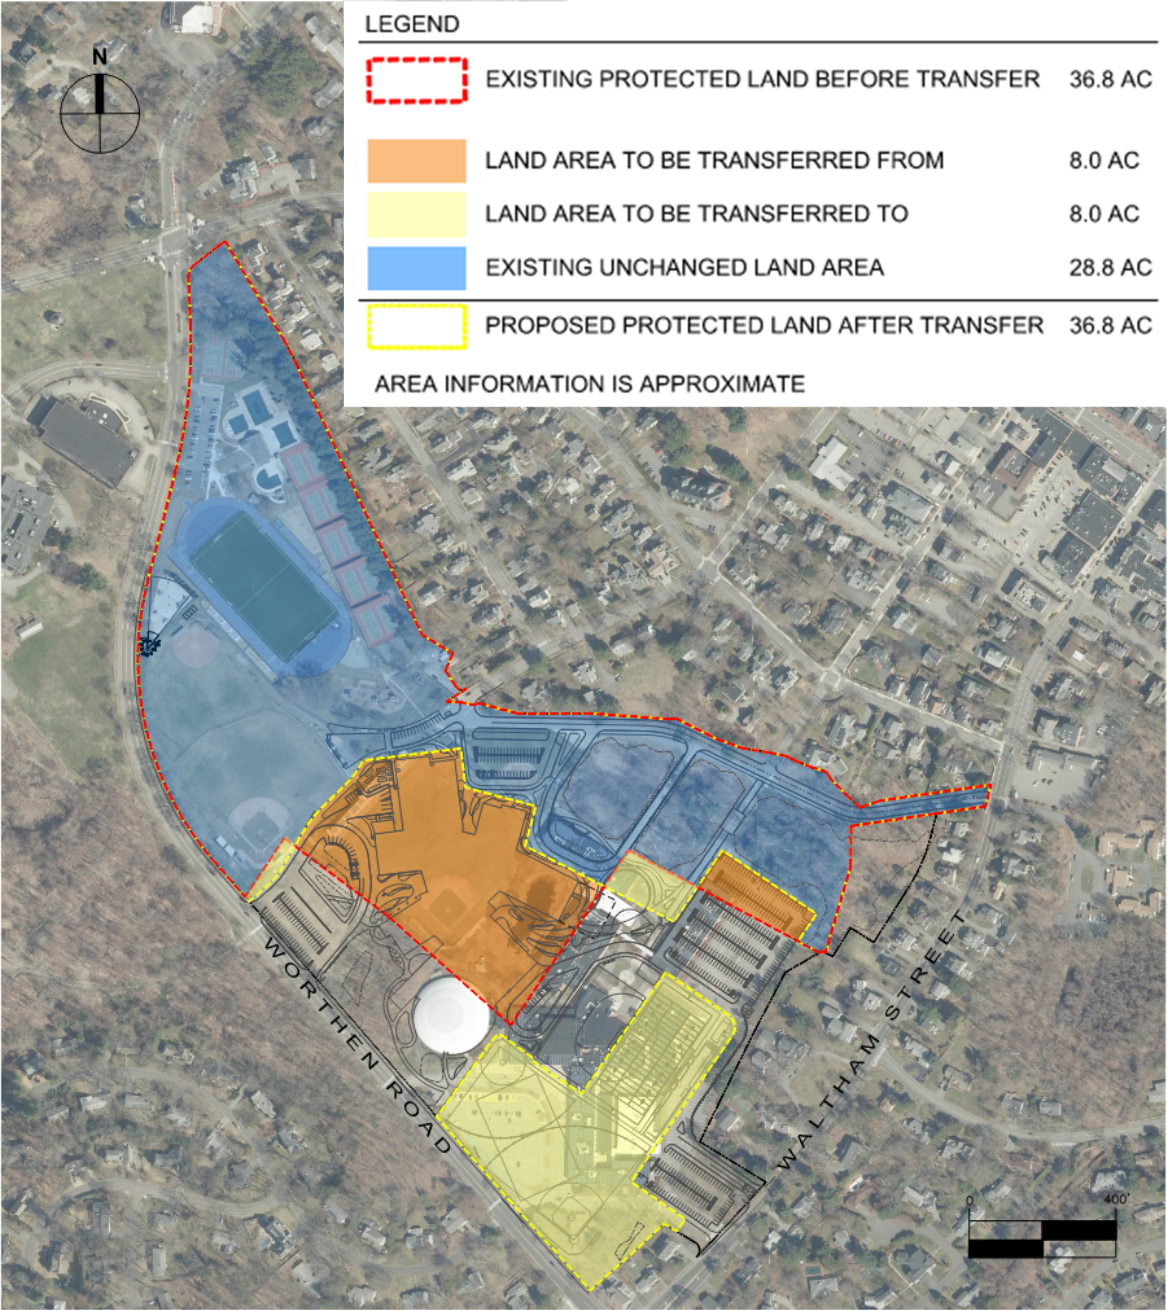 LEGEND
EXISTING PROTECTED LAND BEFORE TRANSFER 36.8 AC
LAND AREA TO BE TRANSFERRED FROM 8.0 AC
LAND AREA TO BE TRANSFERRED TO 8.0 AC
EXISTING UNCHANGED LAND AREA 28.8 AC
PROPOSED PROTECTED LAND AFTER TRANSFER 36.8 AC
AREA INFORMATION IS APPROXIMATE
N
WORTHEN ROAD
WALTHAM STREET
0 400'